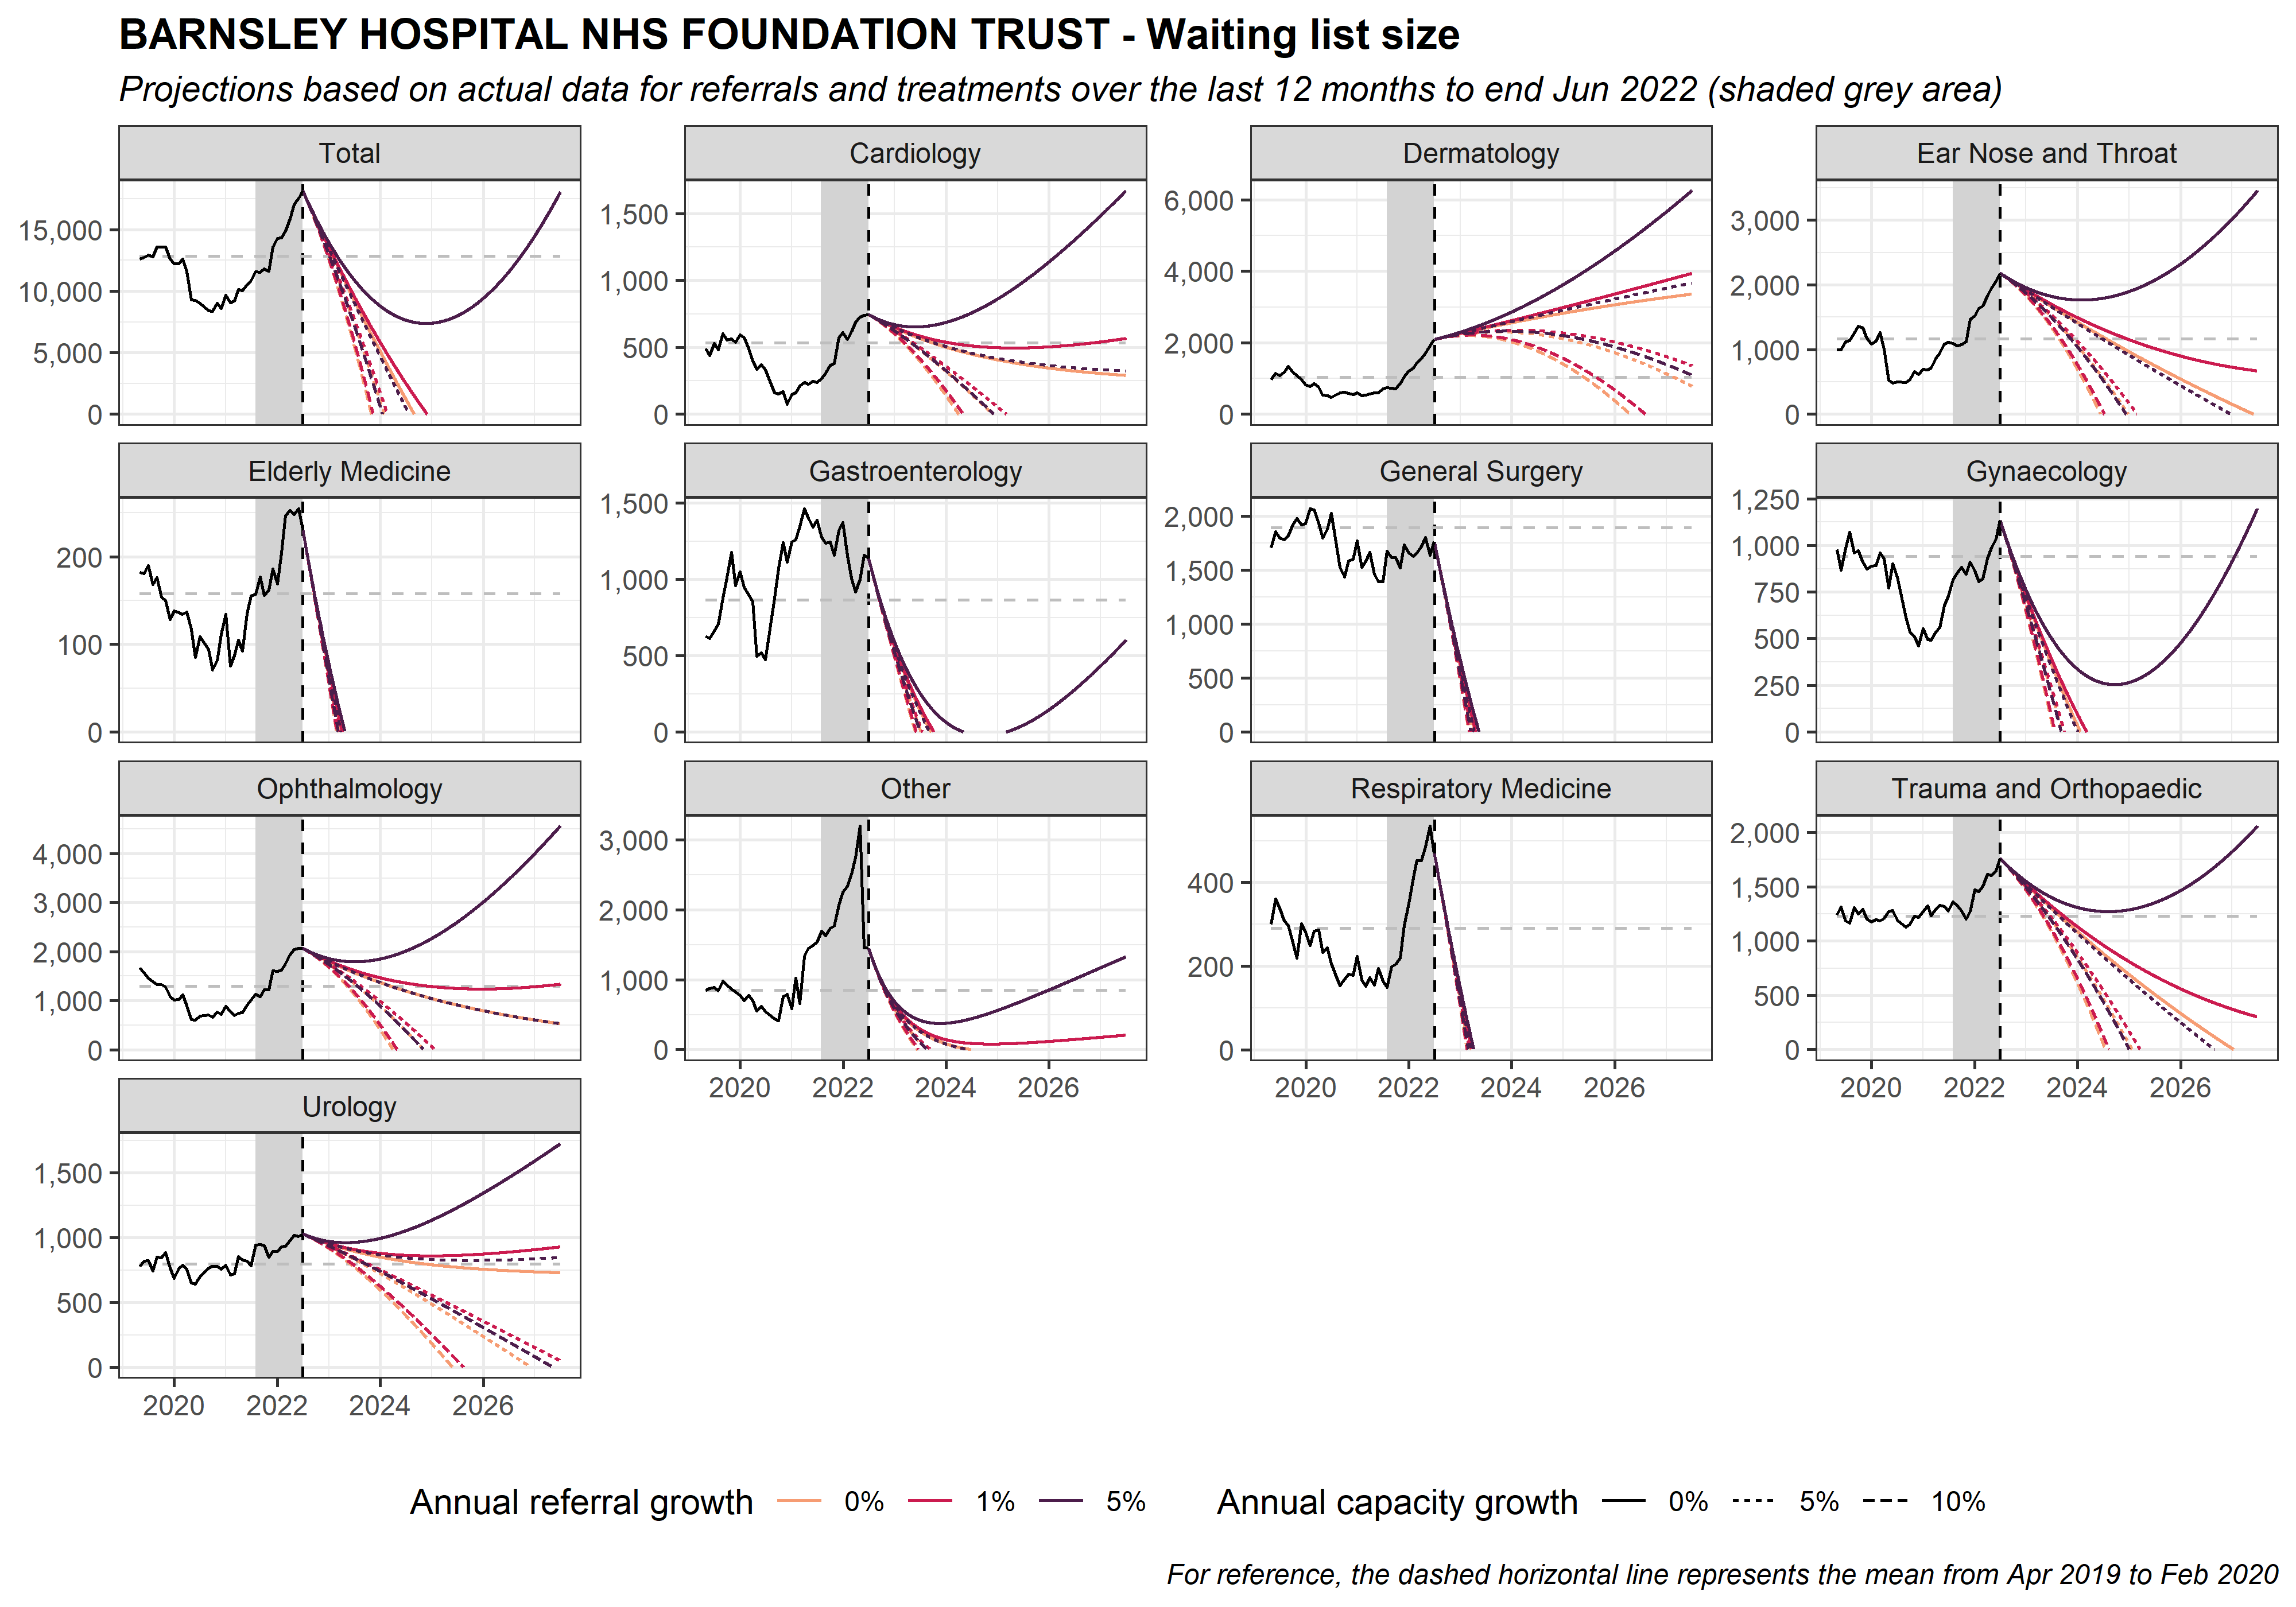 BARNSLEY HOSPITAL NHS FOUNDATION TRUST - Waiting list size
Projections based on actual data for referrals and treatments over the last 12 months to end Jun 2022 (shaded grey area)
Total
15,000
10,000
5,000
0
Cardiology
1,500
1,000
500
0
Dermatology
6,000
4,000
2,000
0
Ear Nose and Throat
3,000
2,000
1,000
0
Elderly Medicine
200
100
0
Gastroenterology
1,500
1,000
500
0
General Surgery
2,000
1,500
1,000
500
0
Gynaecology
1,250
1,000
750
500
250
0
Ophthalmology
4,000
3,000
2,000
1,000
0
Other
3,000
2,000
1,000
0
2020 2022 2024 2026
Respiratory Medicine
400
200
0
2020 2022 2024 2026
Trauma and Orthopaedic
2,000
1,500
1,000
500
0
2020 2022 2024 2026
Urology
1,500
1,000
500
0
2020 2022 2024 2026
Annual referral growth 0% 1% 5% Annual capacity growth 0% 5% 10%
For reference, the dashed horizontal line represents the mean from Apr 2019 to Feb 2020